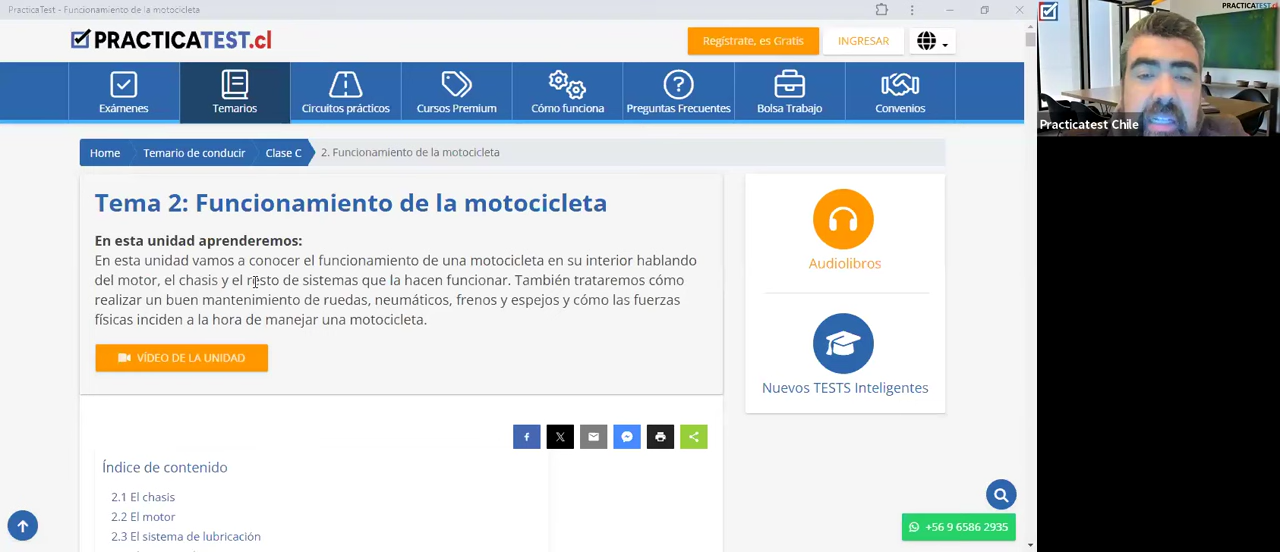 PracticaTest - Funcionamiento de la motocicleta
PRACTICATEST.cl
Regístrate, es Gratis
INGRESAR
Exámenes
Temarios
Circuitos prácticos
Cursos Premium
Cómo funciona
Preguntas Frecuentes
Bolsa Trabajo
Convenios
Home
Temario de conducir
Clase C
2. Funcionamiento de la motocicleta
Tema 2: Funcionamiento de la motocicleta
En esta unidad aprenderemos:
En esta unidad vamos a conocer el funcionamiento de una motocicleta en su interior hablando
del motor, el chasis y el resto de sistemas que la hacen funcionar. También trataremos cómo
realizar un buen mantenimiento de ruedas, neumáticos, frenos y espejos y cómo las fuerzas
físicas inciden a la hora de manejar una motocicleta.
VÍDEO DE LA UNIDAD
Audiolibros
Nuevos TESTS Inteligentes
Índice de contenido
2.1 El chasis
2.2 El motor
2.3 El sistema de lubricación
+56 9 6586 2935
PRACTICATEST.cl
Practicatest Chile